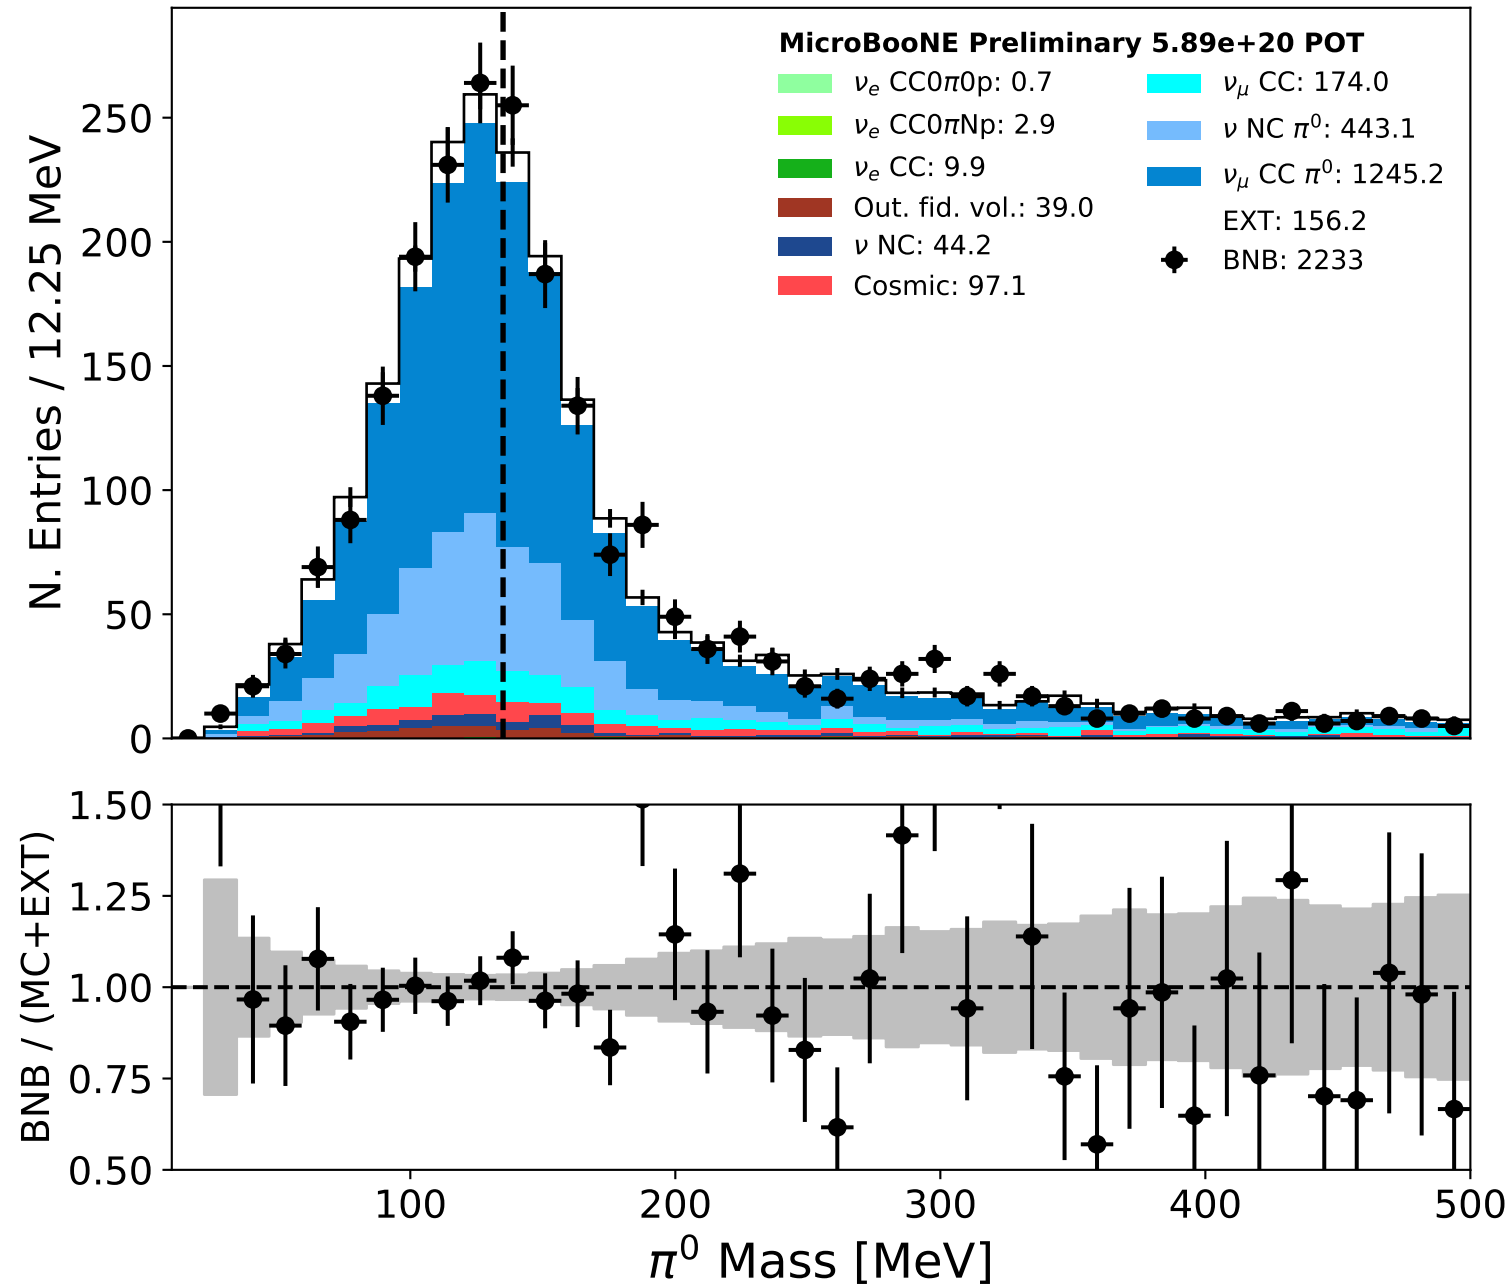 MicroBooNE Preliminary 5.89e+20 POT
νe CC0π0p: 0.7
νe CC0πNp: 2.9
νe CC: 9.9
Out. fid. vol.: 39.0
ν NC: 44.2
Cosmic: 97.1
νμ CC: 174.0
ν NC π⁰: 443.1
νμ CC π⁰: 1245.2
EXT: 156.2
BNB: 2233
N. Entries / 12.25 MeV
250
200
150
100
50
0
BNB / (MC+EXT)
1.50
1.25
1.00
0.75
0.50
100 200 300 400 500
π⁰ Mass [MeV]